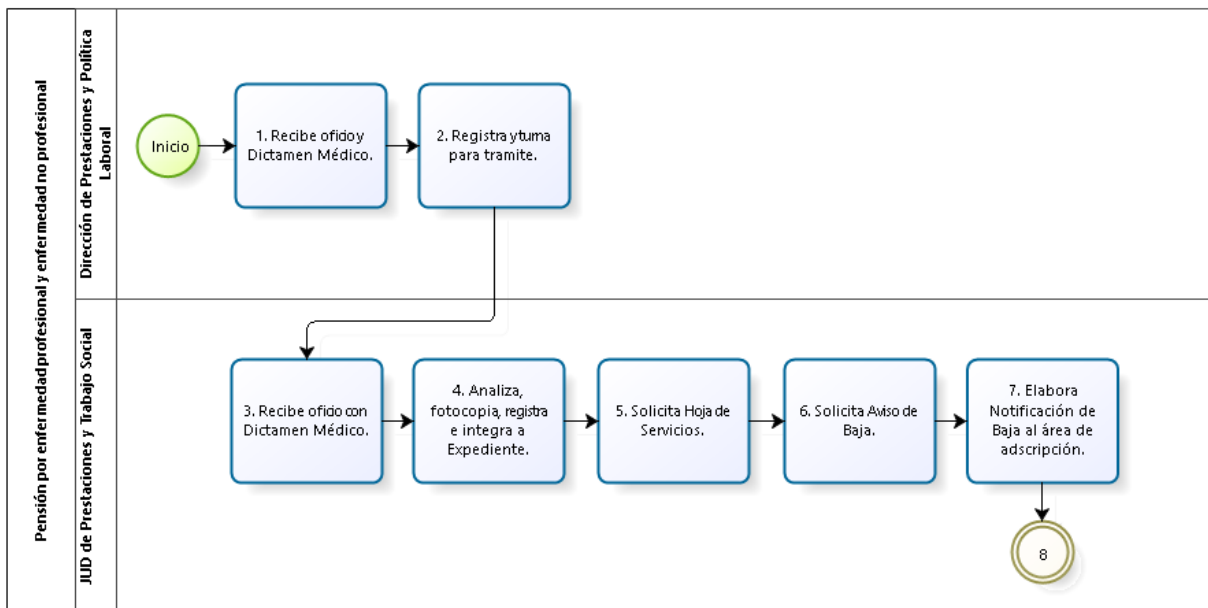 Pensión por enfermedad profesional y enfermedad no profesional
Dirección de Prestaciones y Política
Laboral
Inicio
1. Recibe oficio y
Dictamen Médico.
2. Registra y turna
para tramite.
JUD de Prestaciones y Trabajo Social
3. Recibe oficio con
Dictamen Médico.
4. Analiza,
fotocopia, registra
e integra a
Expediente.
5. Solicita Hoja de
Servicios.
6. Solicita Aviso de
Baja.
7. Elabora
Notificación de
Baja al área de
adscripción.
8